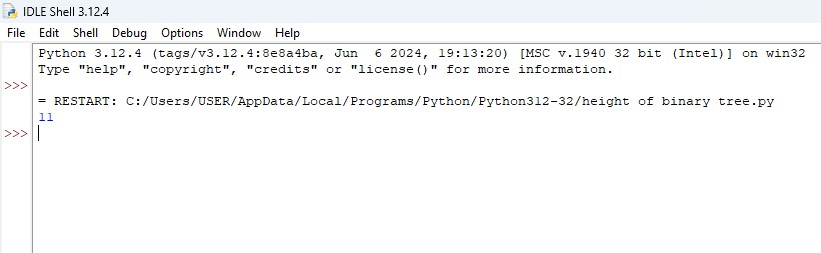 IDLE Shell 3.12.4
File Edit Shell Debug Options Window Help
Python 3.12.4 (tags/v3.12.4:8e8a4ba, Jun  6 2024, 19:13:20) [MSC v.1940 32 bit (Intel)] on win32
Type "help", "copyright", "credits" or "license()" for more information.
>>>
= RESTART: C:/Users/USER/AppData/Local/Programs/Python/Python312-32/height of binary tree.py
11
>>>